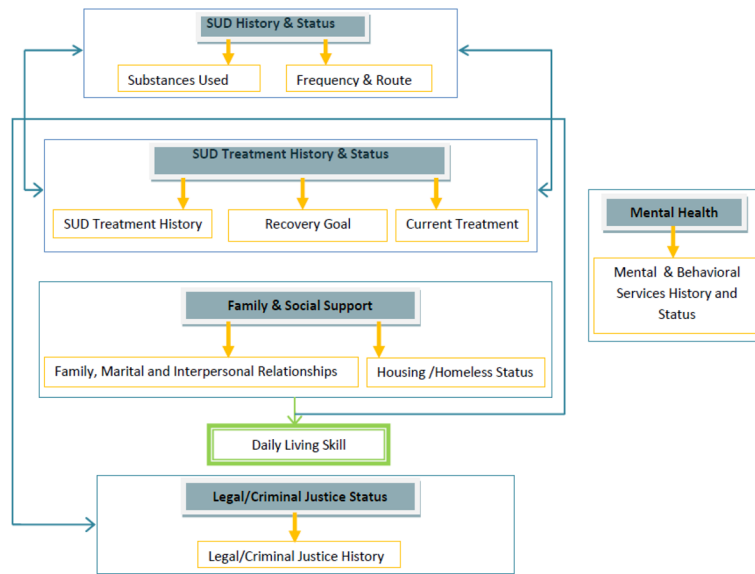 SUD History & Status
Substances Used
Frequency & Route
SUD Treatment History & Status
SUD Treatment History
Recovery Goal
Current Treatment
Mental Health
Mental & Behavioral
Services History and
Status
Family & Social Support
Family, Marital and Interpersonal Relationships
Housing /Homeless Status
Daily Living Skill
Legal/Criminal Justice Status
Legal/Criminal Justice History